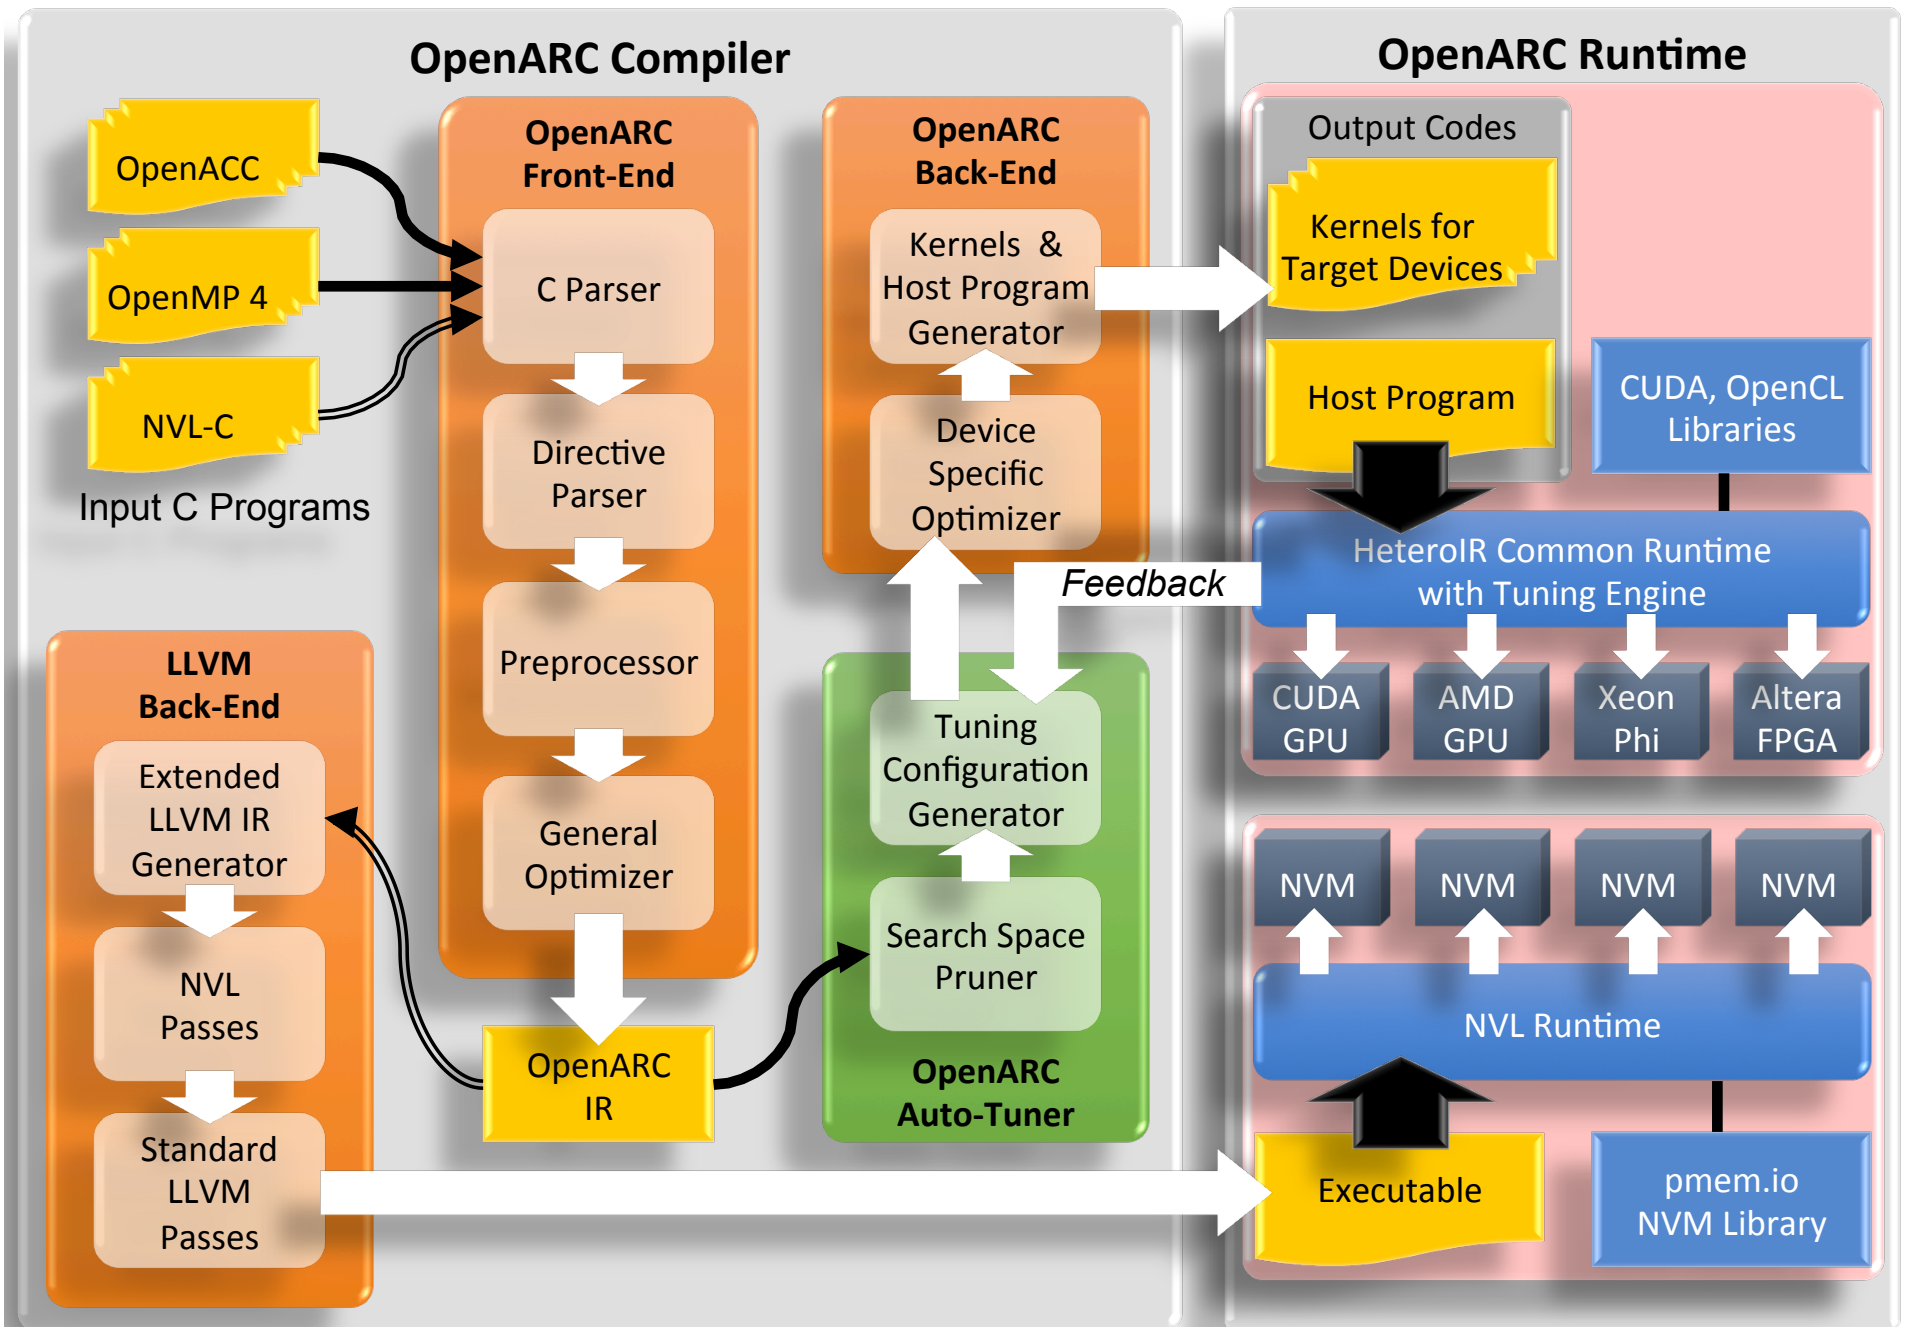 OpenARC Compiler
OpenACC
OpenMP 4
NVL-C
Input C Programs
OpenARC
Front-End
C Parser
Directive
Parser
Preprocessor
General
Optimizer
OpenARC
IR
LLVM
Back-End
Extended
LLVM IR
Generator
NVL
Passes
Standard
LLVM
Passes
OpenARC
Back-End
Kernels &
Host Program
Generator
Device
Specific
Optimizer
Feedback
Tuning
Configuration
Generator
Search Space
Pruner
OpenARC
Auto-Tuner
OpenARC Runtime
Output Codes
Kernels for
Target Devices
Host Program
CUDA, OpenCL
Libraries
HeteroIR Common Runtime
with Tuning Engine
CUDA
GPU
AMD
GPU
Xeon
Phi
Altera
FPGA
NVM
NVM
NVM
NVM
NVL Runtime
Executable
pmem.io
NVM Library